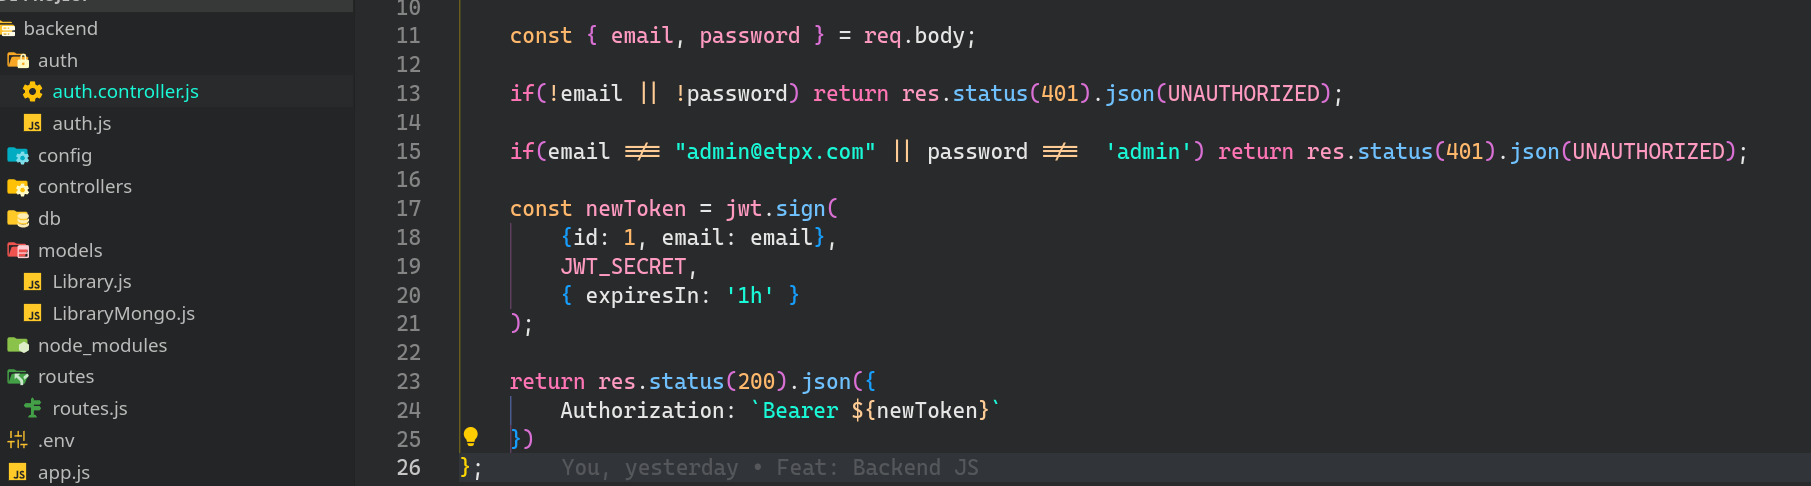 backend
auth
auth.controller.js
auth.js
config
controllers
db
models
Library.js
LibraryMongo.js
node_modules
routes
routes.js
.env
app.js
10
11 const { email, password } = req.body;
12
13 if(!email || !password) return res.status(401).json(UNAUTHORIZED);
14
15 if(email !== "admin@etpx.com" || password !== 'admin') return res.status(401).json(UNAUTHORIZED);
16
17 const newToken = jwt.sign(
18 {id: 1, email: email},
19 JWT_SECRET,
20 { expiresIn: '1h' }
21 );
22
23 return res.status(200).json({
24 Authorization: `Bearer ${newToken}`
25 })
26 }; You, yesterday • Feat: Backend JS